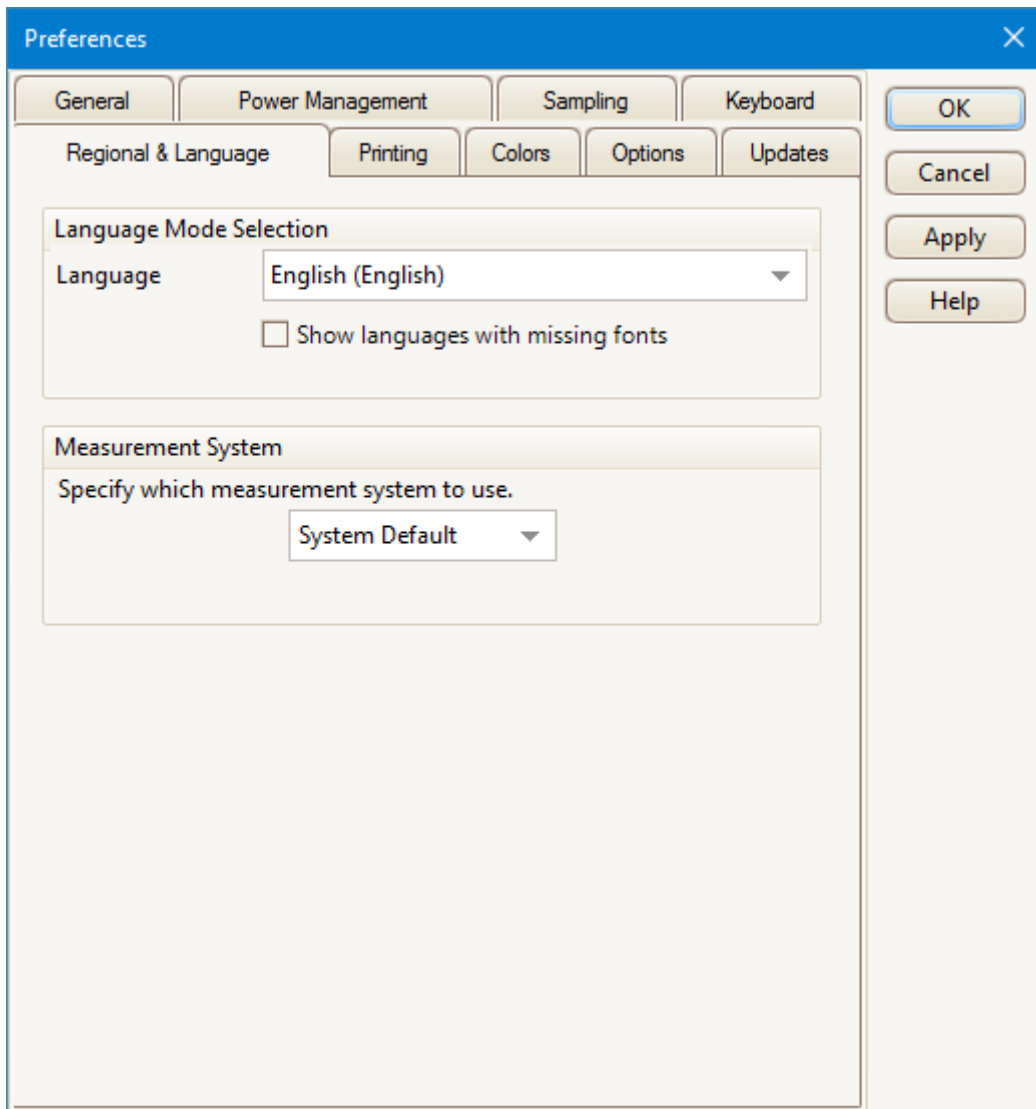 Preferences
General Power Management Sampling Keyboard
Regional & Language Printing Colors Options Updates
Language Mode Selection
Language English (English)
Show languages with missing fonts
Measurement System
Specify which measurement system to use.
System Default
OK
Cancel
Apply
Help